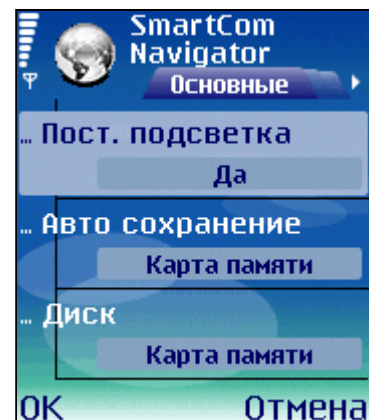 SmartCom
Navigator
Основные
... Пост. подсветка
Да
... Авто сохранение
Карта памяти
... Диск
Карта памяти
OK Отмена